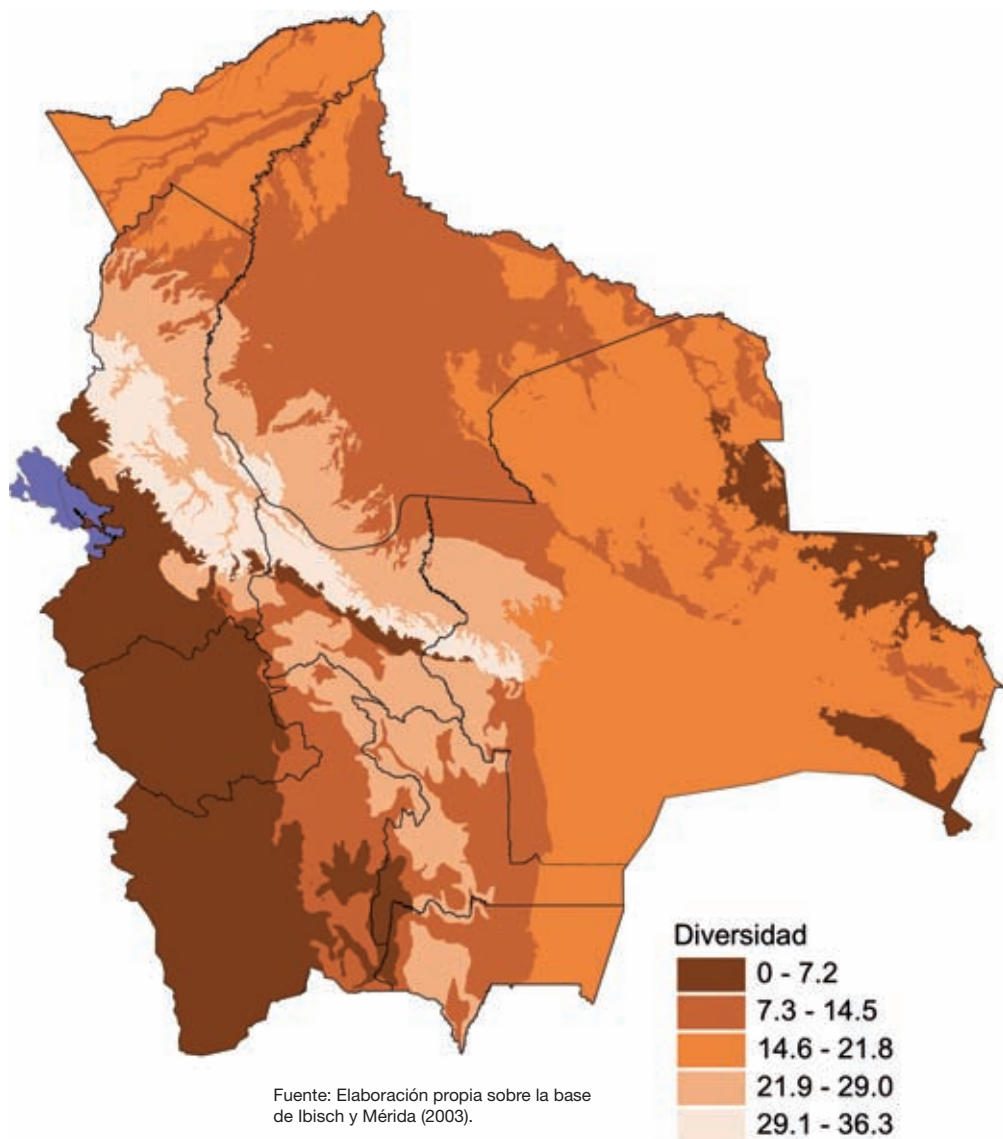 Diversidad
0 - 7.2
7.3 - 14.5
14.6 - 21.8
21.9 - 29.0
29.1 - 36.3
Fuente: Elaboración propia sobre la base
de Ibisch y Mérida (2003).